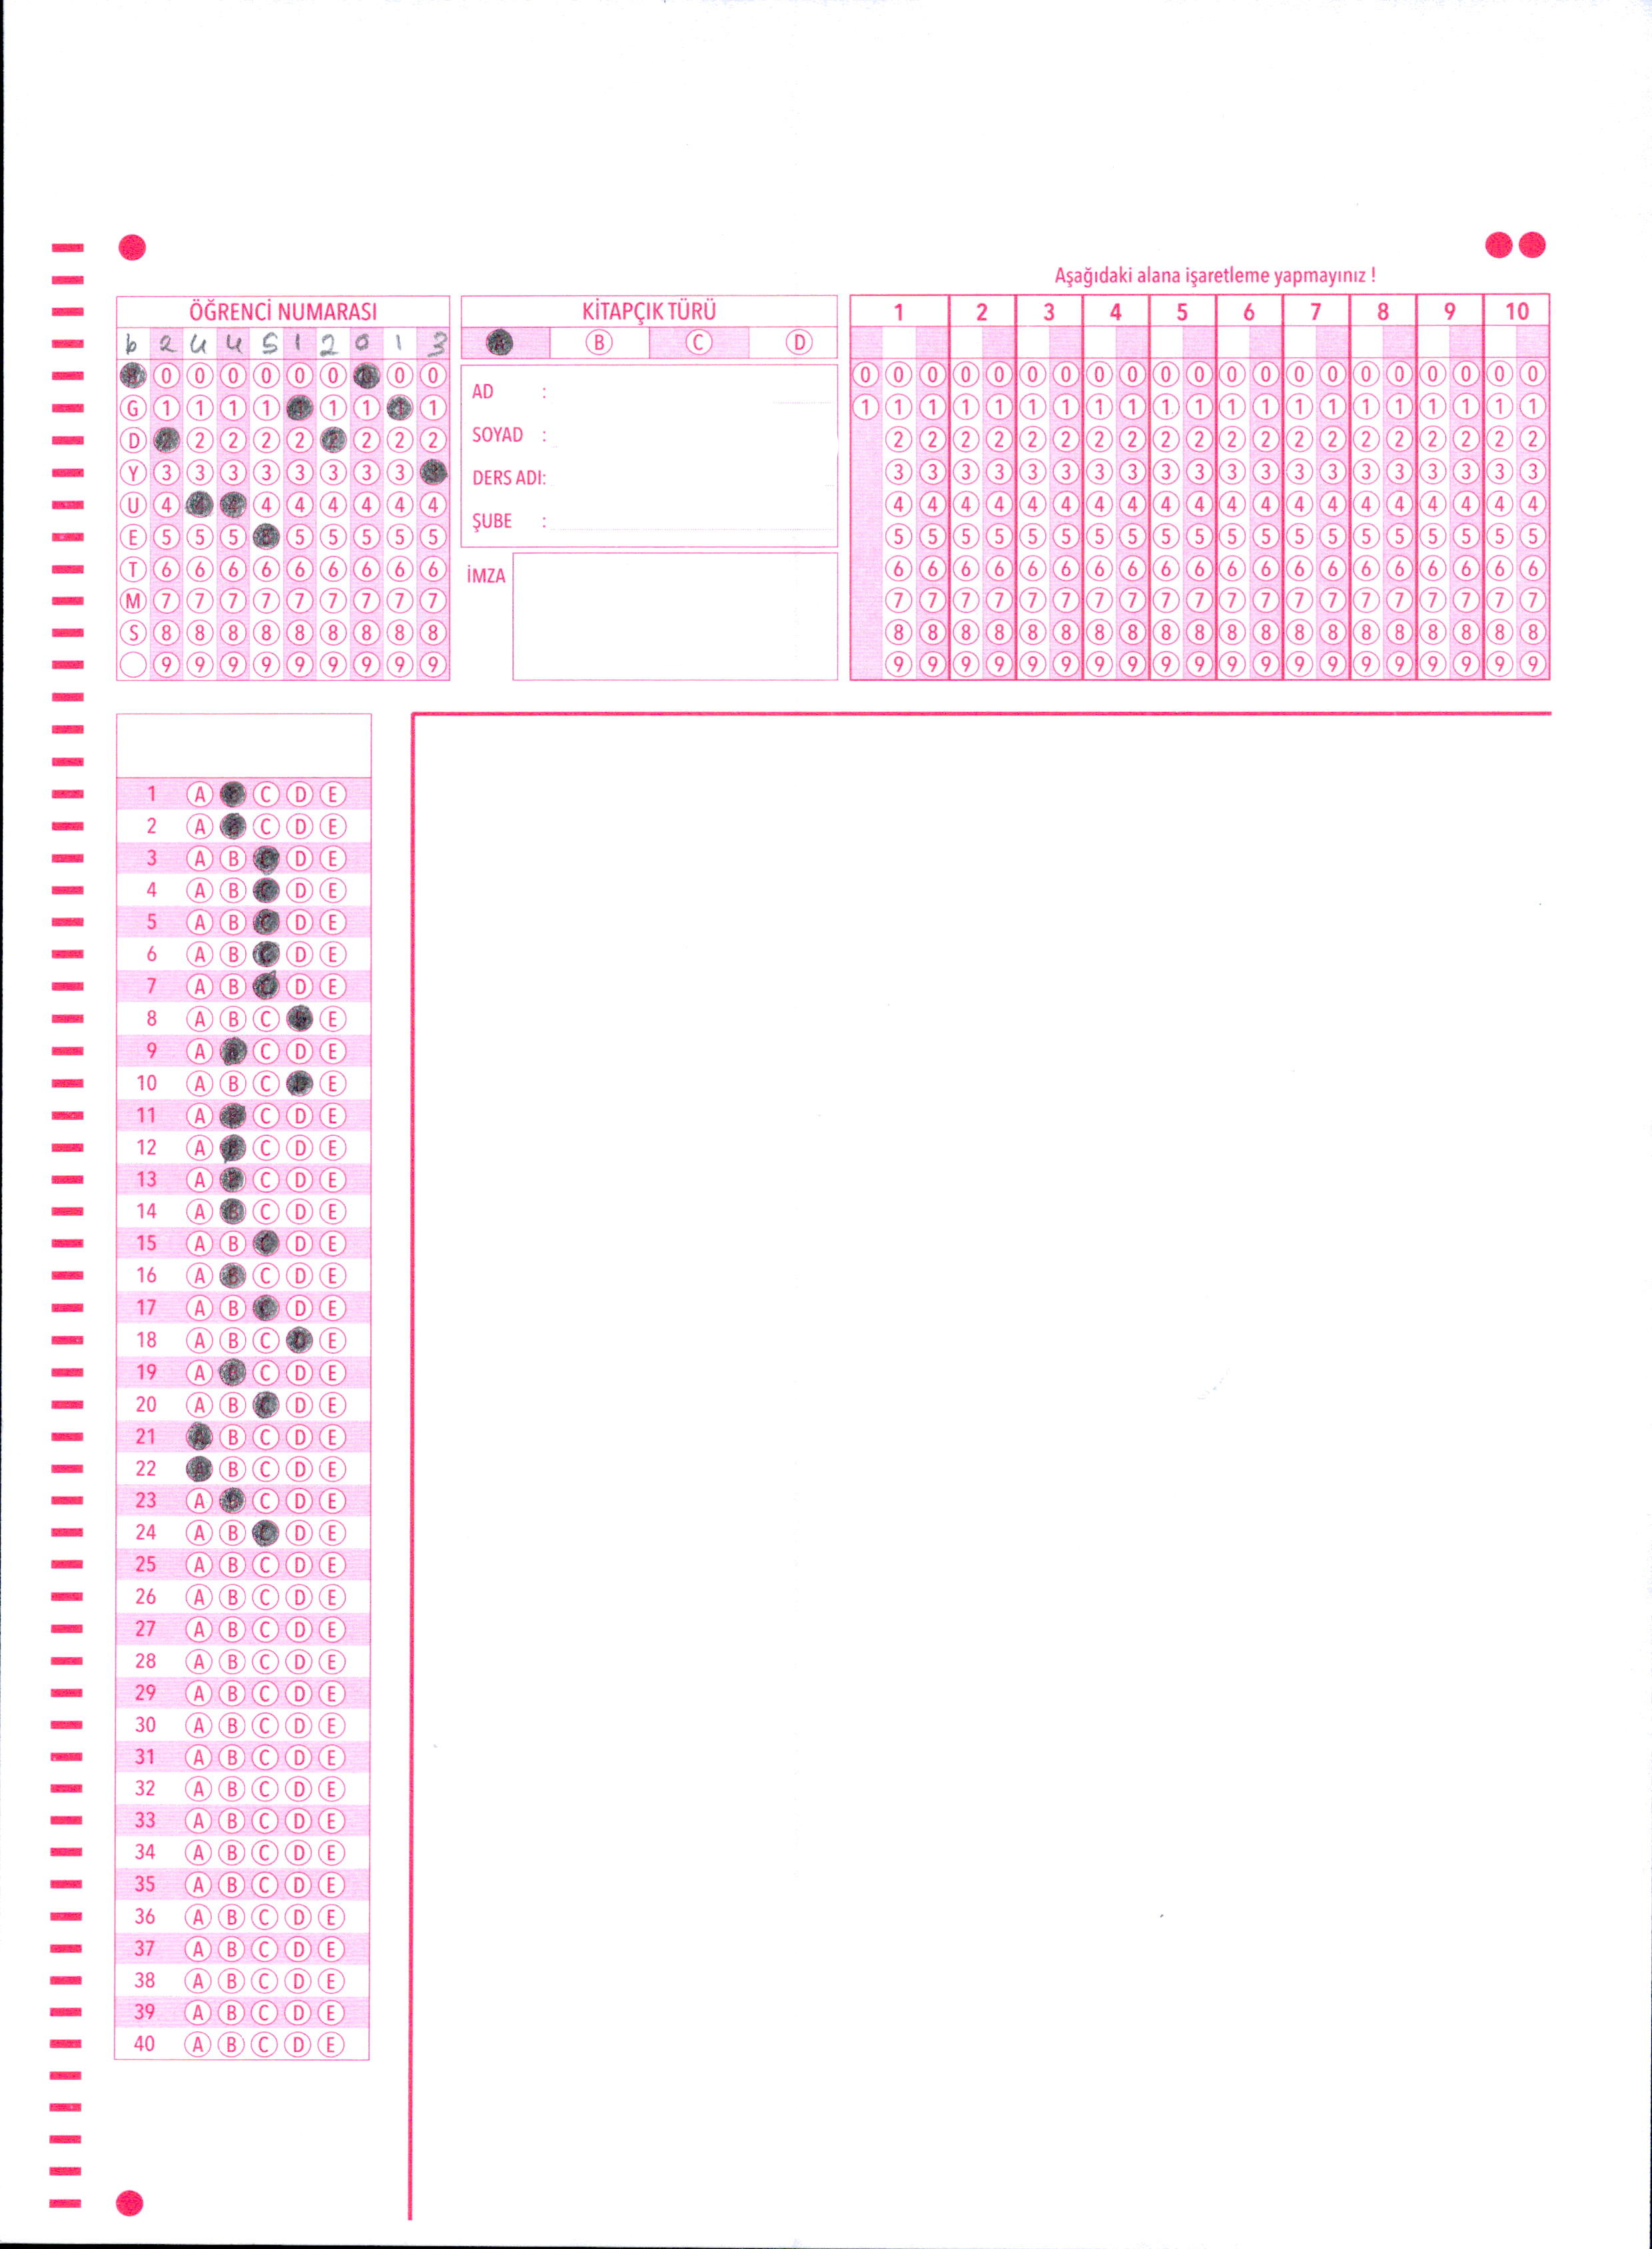 Aşağıdaki alana işaretleme yapmayınız !
ÖĞRENCİ NUMARASI
b 2 4 4 5 1 2 0 1 3
0 0 0 0 0 0 0 0 0
G 1 1 1 1 1 1 1 1 1
D 2 2 2 2 2 2 2 2 2
Y 3 3 3 3 3 3 3 3 3
U 4 4 4 4 4 4 4 4 4
E 5 5 5 5 5 5 5 5 5
T 6 6 6 6 6 6 6 6 6
M 7 7 7 7 7 7 7 7 7
S 8 8 8 8 8 8 8 8 8
9 9 9 9 9 9 9 9 9
KİTAPÇIK TÜRÜ
A B C D
AD :
SOYAD :
DERS ADI:
ŞUBE :
İMZA
1 2 3 4 5 6 7 8 9 10
0 0 0 0 0 0 0 0 0 0 0 0 0 0 0 0 0 0 0 0 0
1 1 1 1 1 1 1 1 1 1 1 1 1 1 1 1 1 1 1 1 1
2 2 2 2 2 2 2 2 2 2 2 2 2 2 2 2 2 2 2 2
3 3 3 3 3 3 3 3 3 3 3 3 3 3 3 3 3 3 3 3
4 4 4 4 4 4 4 4 4 4 4 4 4 4 4 4 4 4 4 4
5 5 5 5 5 5 5 5 5 5 5 5 5 5 5 5 5 5 5 5
6 6 6 6 6 6 6 6 6 6 6 6 6 6 6 6 6 6 6 6
7 7 7 7 7 7 7 7 7 7 7 7 7 7 7 7 7 7 7 7
8 8 8 8 8 8 8 8 8 8 8 8 8 8 8 8 8 8 8 8
9 9 9 9 9 9 9 9 9 9 9 9 9 9 9 9 9 9 9 9
1 A B C D E
2 A B C D E
3 A B C D E
4 A B C D E
5 A B C D E
6 A B C D E
7 A B C D E
8 A B C D E
9 A B C D E
10 A B C D E
11 A B C D E
12 A B C D E
13 A B C D E
14 A B C D E
15 A B C D E
16 A B C D E
17 A B C D E
18 A B C D E
19 A B C D E
20 A B C D E
21 A B C D E
22 A B C D E
23 A B C D E
24 A B C D E
25 A B C D E
26 A B C D E
27 A B C D E
28 A B C D E
29 A B C D E
30 A B C D E
31 A B C D E
32 A B C D E
33 A B C D E
34 A B C D E
35 A B C D E
36 A B C D E
37 A B C D E
38 A B C D E
39 A B C D E
40 A B C D E